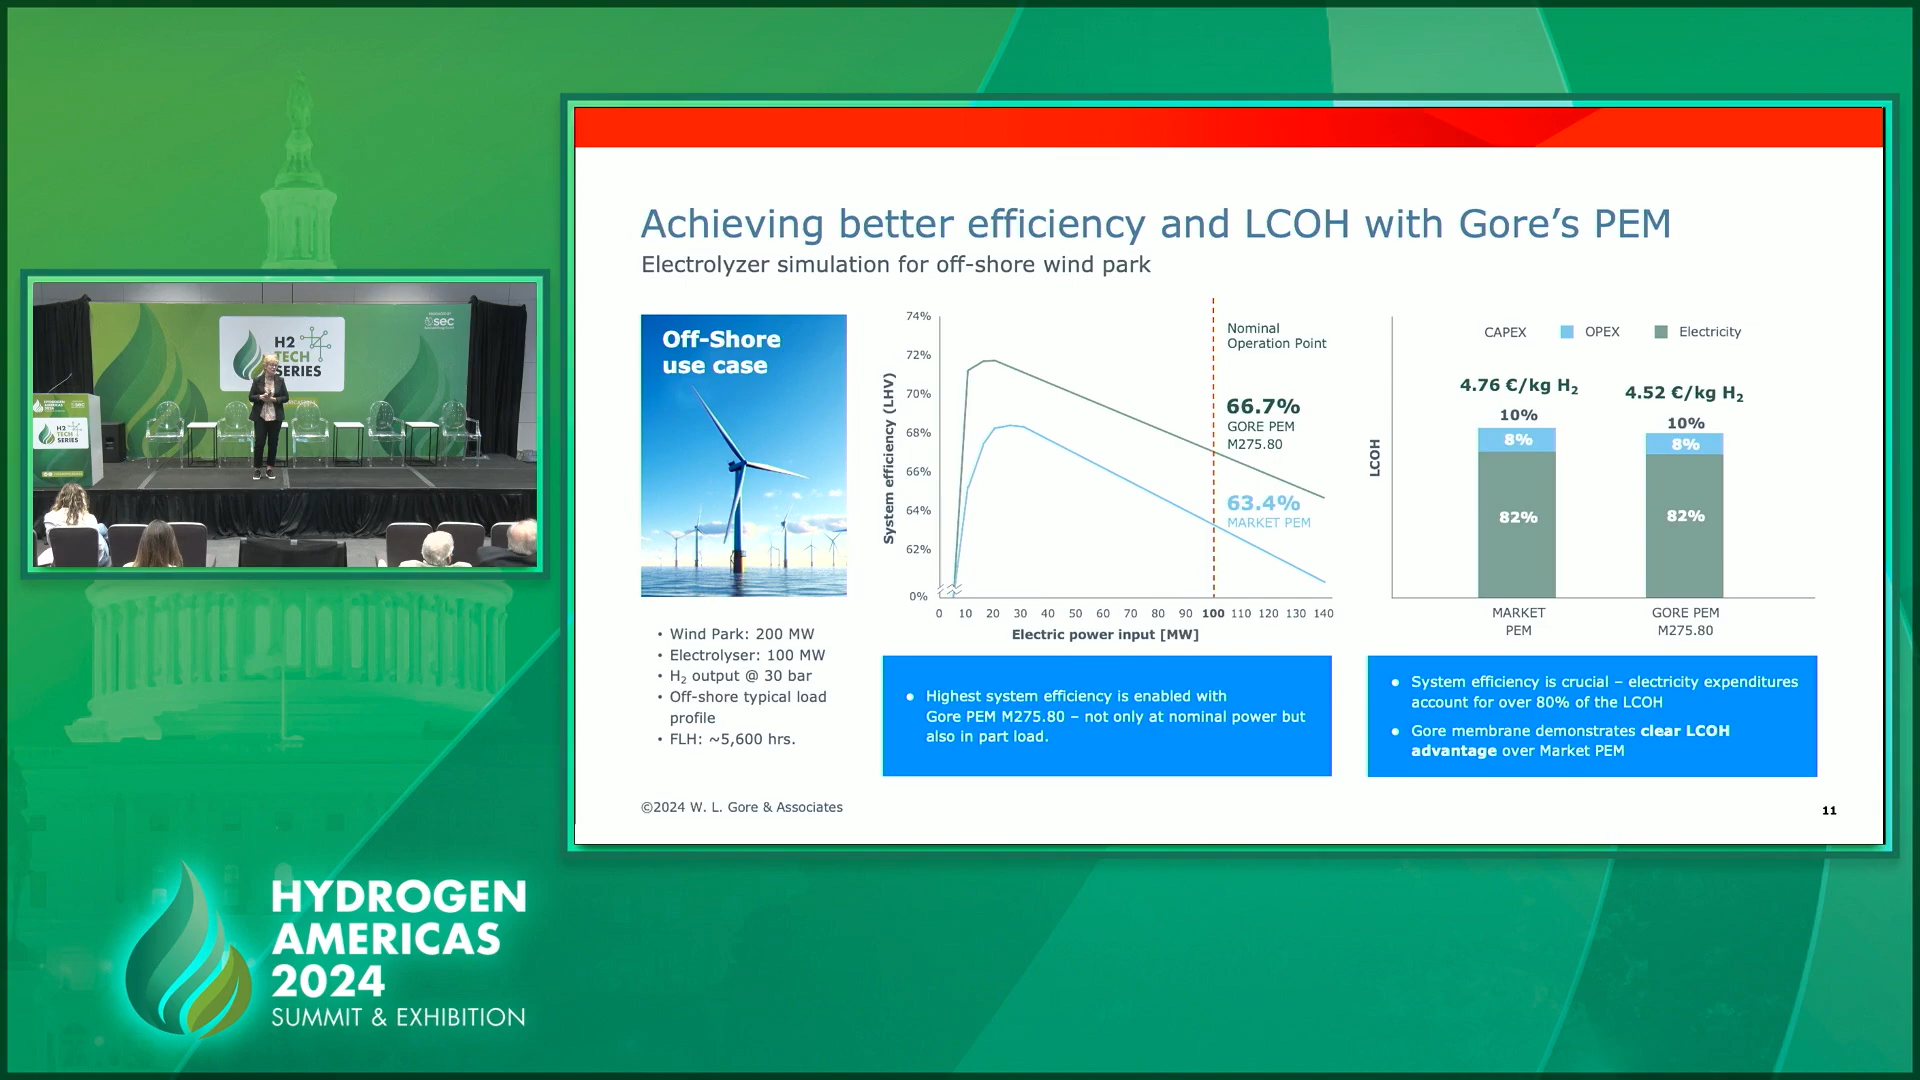 Achieving better efficiency and LCOH with Gore's PEM
Electrolyzer simulation for off-shore wind park
Off-Shore
use case
• Wind Park: 200 MW
• Electrolyser: 100 MW
• H₂ output @ 30 bar
• Off-shore typical load
profile
• FLH: ~5,600 hrs.
System efficiency (LHV)
74%
72%
70%
68%
66%
64%
62%
0%
0 10 20 30 40 50 60 70 80 90 100 110 120 130 140
Electric power input [MW]
Nominal
Operation Point
66.7%
GORE PEM
M275.80
63.4%
MARKET PEM
• Highest system efficiency is enabled with
Gore PEM M275.80 – not only at nominal power but
also in part load.
CAPEX OPEX Electricity
LCOH
4.76 €/kg H₂
10%
8%
82%
MARKET
PEM
4.52 €/kg H₂
10%
8%
82%
GORE PEM
M275.80
• System efficiency is crucial – electricity expenditures
account for over 80% of the LCOH
• Gore membrane demonstrates clear LCOH
advantage over Market PEM
©2024 W. L. Gore & Associates
11
H2
TECH
SERIES
sec
H2
TECH
SERIES
HYDROGEN
AMERICAS
2024
SUMMIT & EXHIBITION